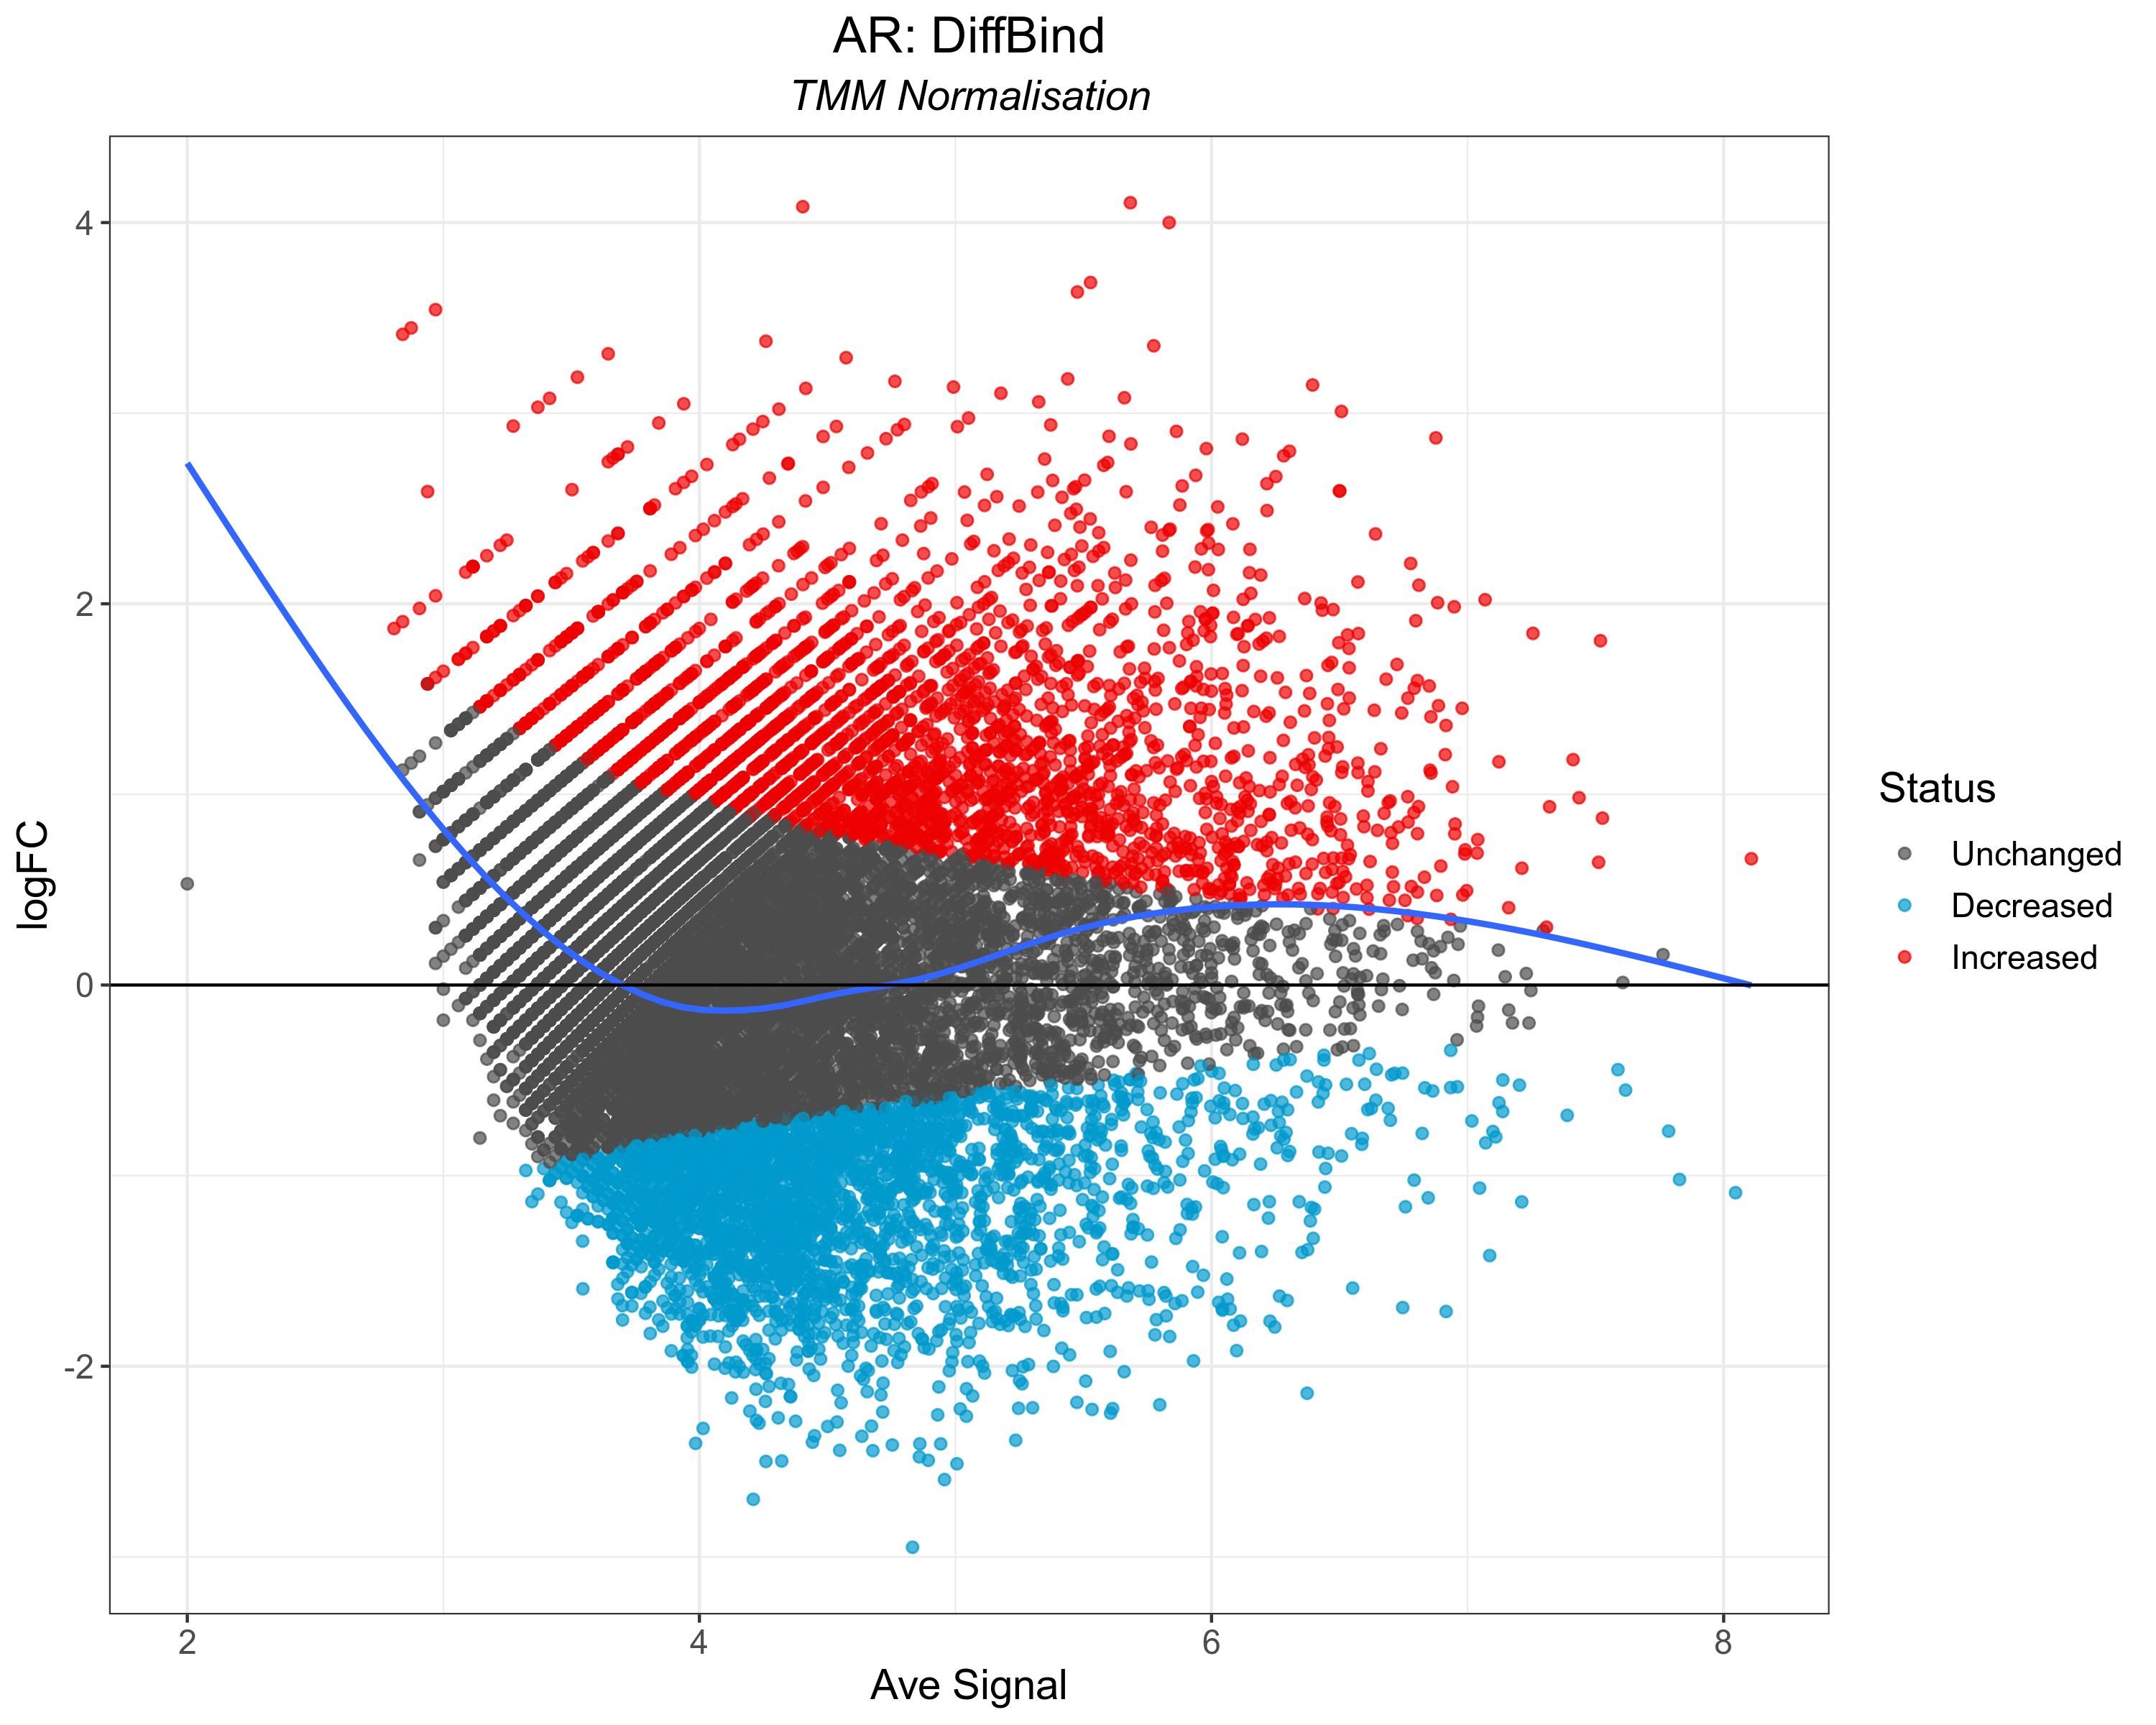 AR: DiffBind
TMM Normalisation
4
2
0
-2
logFC
2
4
6
8
Ave Signal
Status
Unchanged
Decreased
Increased